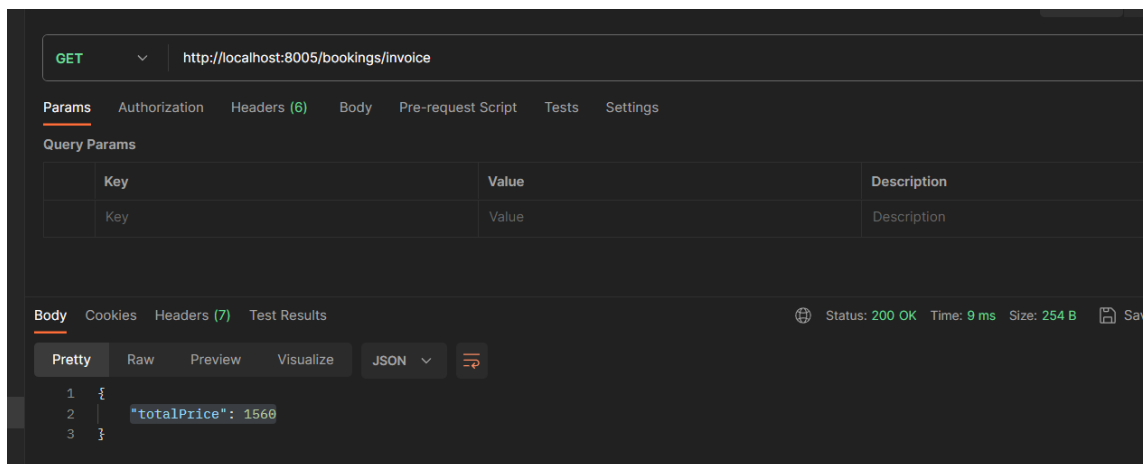 GET http://localhost:8005/bookings/invoice
Params Authorization Headers (6) Body Pre-request Script Tests Settings
Query Params
Key Value Description
Key Value Description
Body Cookies Headers (7) Test Results Status: 200 OK Time: 9 ms Size: 254 B
Pretty Raw Preview Visualize JSON
1 {
2 "totalPrice": 1560
3 }